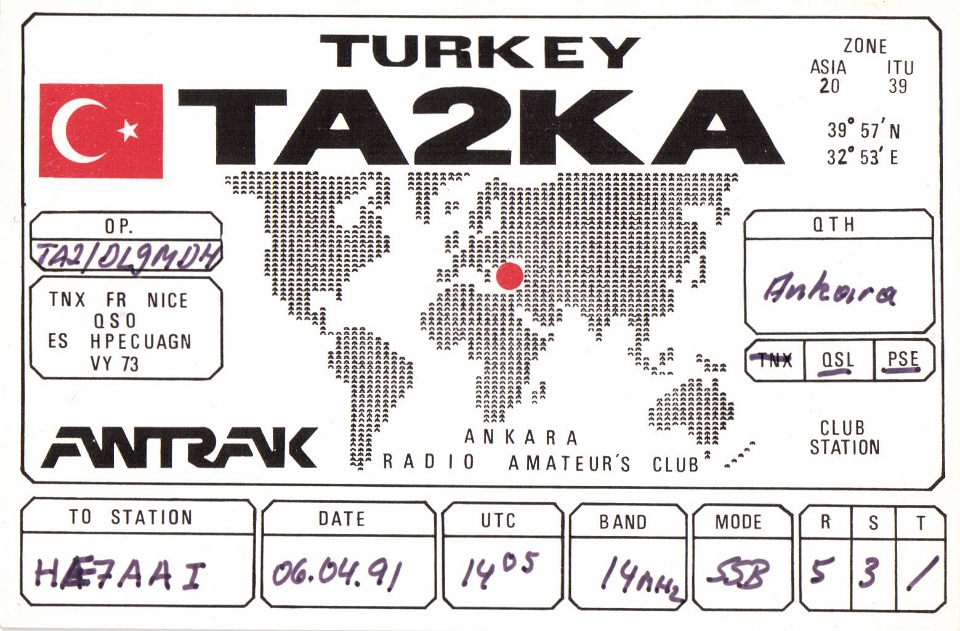 TURKEY
TA2KA
ZONE
ASIA ITU
20 39
39° 57′ N
32° 53′ E
OP.
TA2/DL9MDH
TNX FR NICE
QSO
ES HPECUAGN
VY 73
QTH
Ankara
TNX QSL PSE
ANTRAK
ANKARA
RADIO AMATEUR'S CLUB
CLUB
STATION
TO STATION DATE UTC BAND MODE R S T
06.04.91 14 05 14MHz SSB 5 3 /